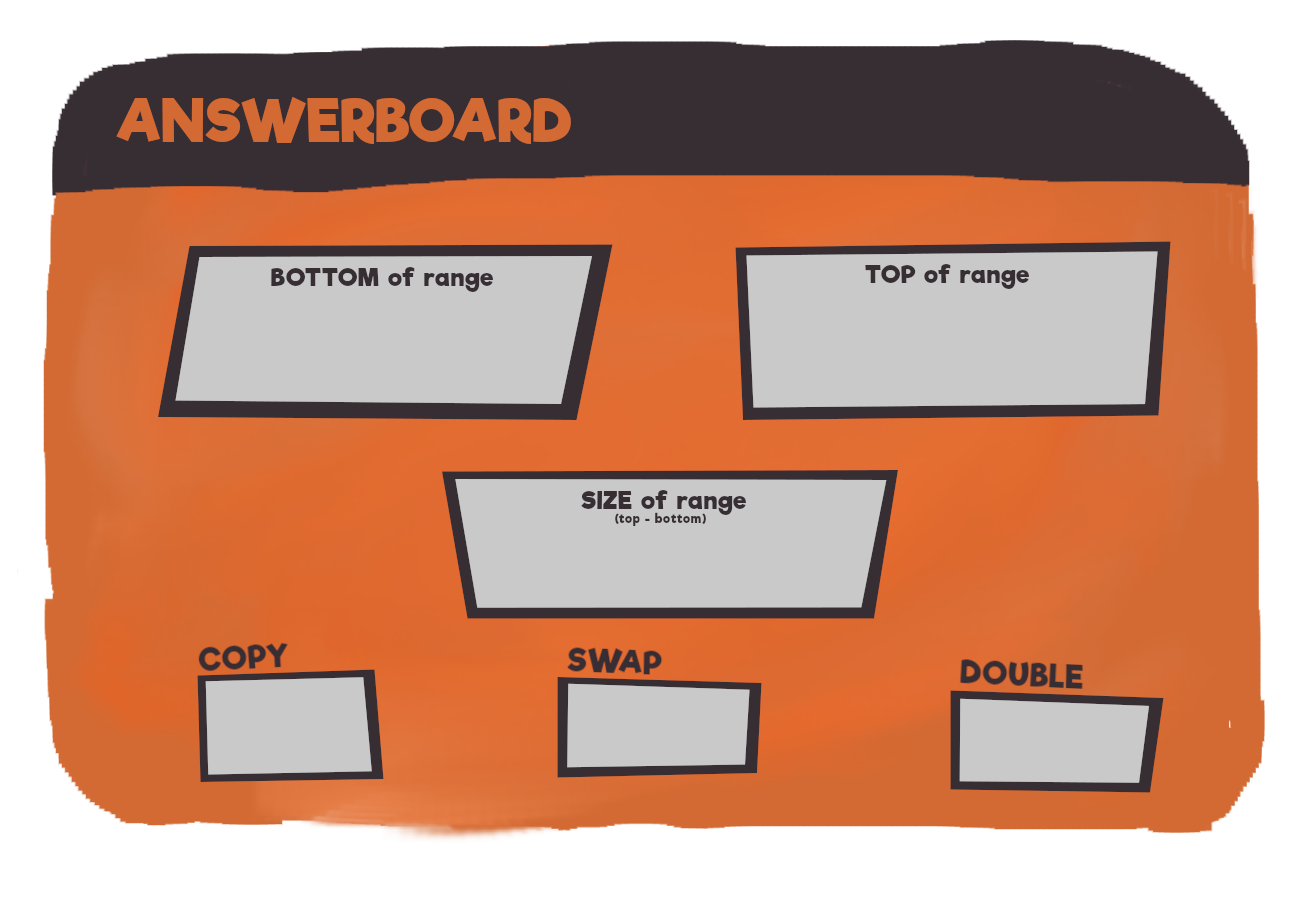 ANSWERBOARD
BOTTOM of range
TOP of range
SIZE of range
(top - bottom)
COPY
SWAP
DOUBLE